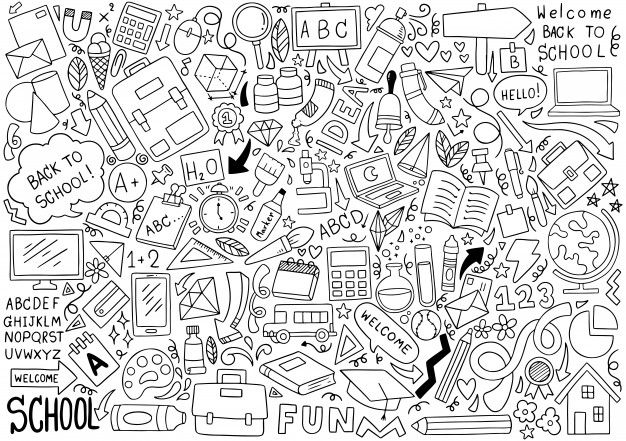 Welcome
BACK TO
SCHOOL
ABC
B
HELLO!
IDEA
1
H₂O
BACK TO
SCHOOL!
A+
ABC...
Marker
ABCD
1+2
123
ABCDEF
GHIJKLM
NOPQRST
UVWXYZ
WELCOME
A
WELCOME
SCHOOL
FUN